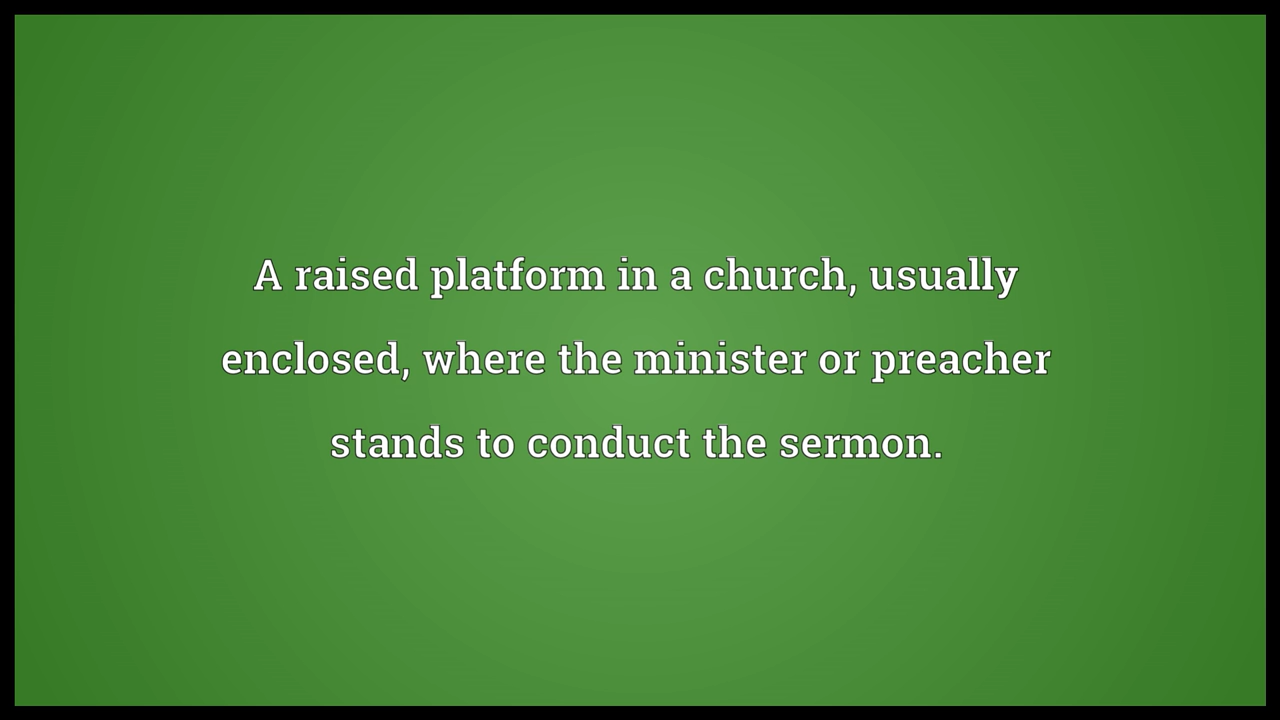 A raised platform in a church, usually
enclosed, where the minister or preacher
stands to conduct the sermon.